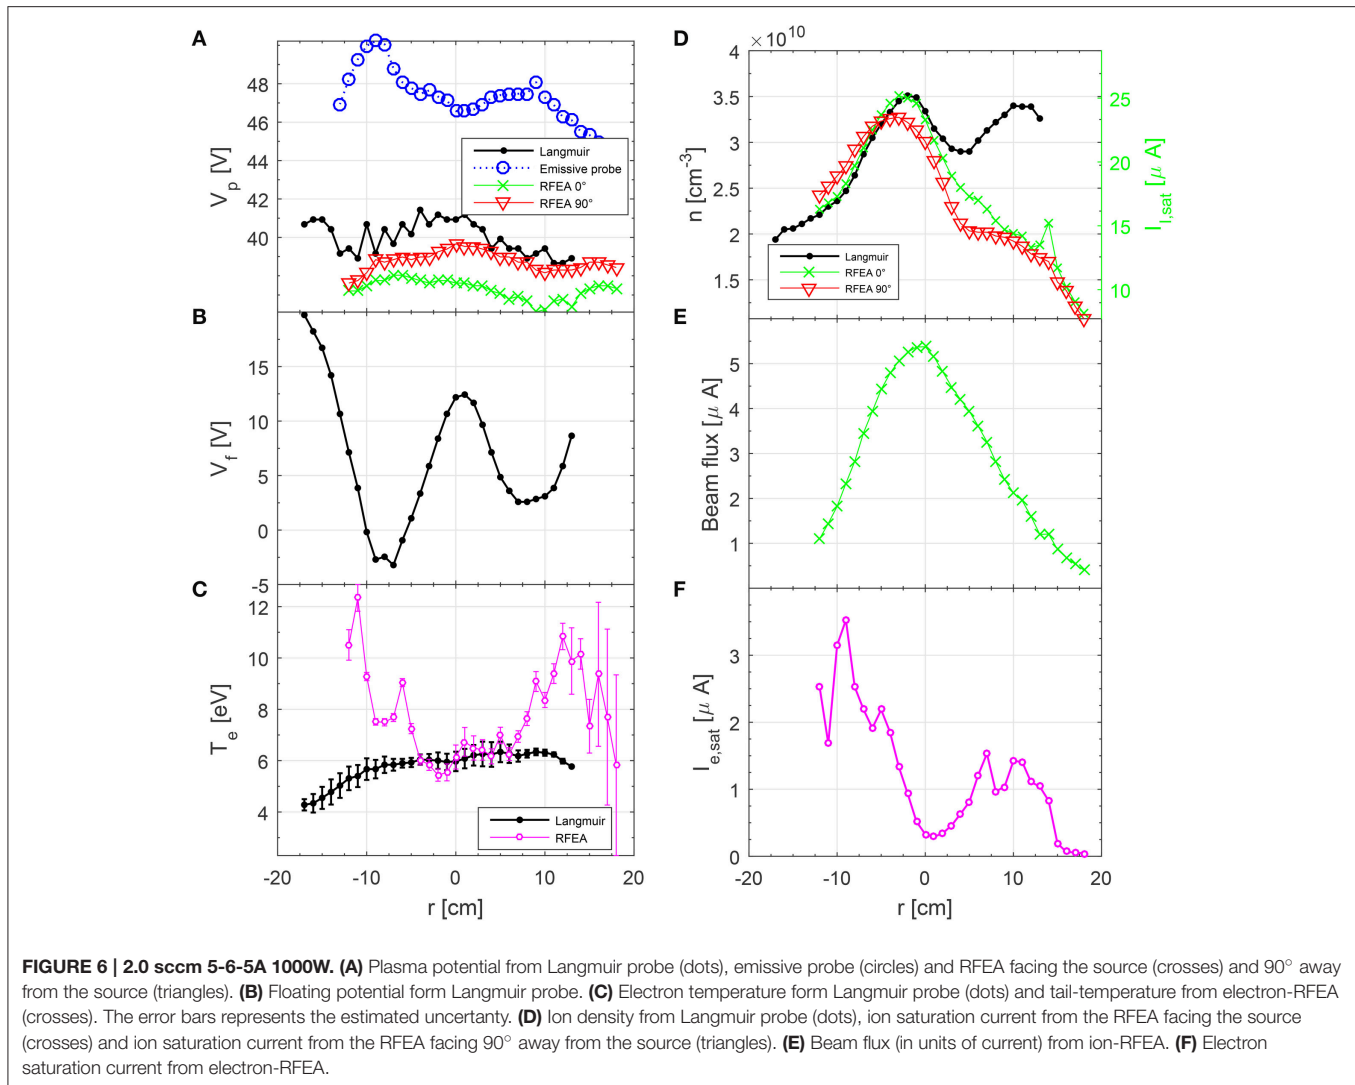 A
48
46
44
42
40
V_p [V]
Langmuir
Emissive probe
RFEA 0°
RFEA 90°
B
15
10
5
0
-5
V_f [V]
C
12
10
8
6
4
T_e [eV]
Langmuir
RFEA
-20 -10 0 10 20
r [cm]
D
× 10^10
4
3.5
3
2.5
2
1.5
n [cm^-3]
25
20
15
10
I_I,sat [μ A]
Langmuir
RFEA 0°
RFEA 90°
E
5
4
3
2
1
Beam flux [μ A]
F
3
2
1
0
I_e,sat [μ A]
-20 -10 0 10 20
r [cm]
FIGURE 6 | 2.0 sccm 5-6-5A 1000W. (A) Plasma potential from Langmuir probe (dots), emissive probe (circles) and RFEA facing the source (crosses) and 90° away
from the source (triangles). (B) Floating potential form Langmuir probe. (C) Electron temperature form Langmuir probe (dots) and tail-temperature from electron-RFEA
(crosses). The error bars represents the estimated uncertanty. (D) Ion density from Langmuir probe (dots), ion saturation current from the RFEA facing the source
(crosses) and ion saturation current from the RFEA facing 90° away from the source (triangles). (E) Beam flux (in units of current) from ion-RFEA. (F) Electron
saturation current from electron-RFEA.